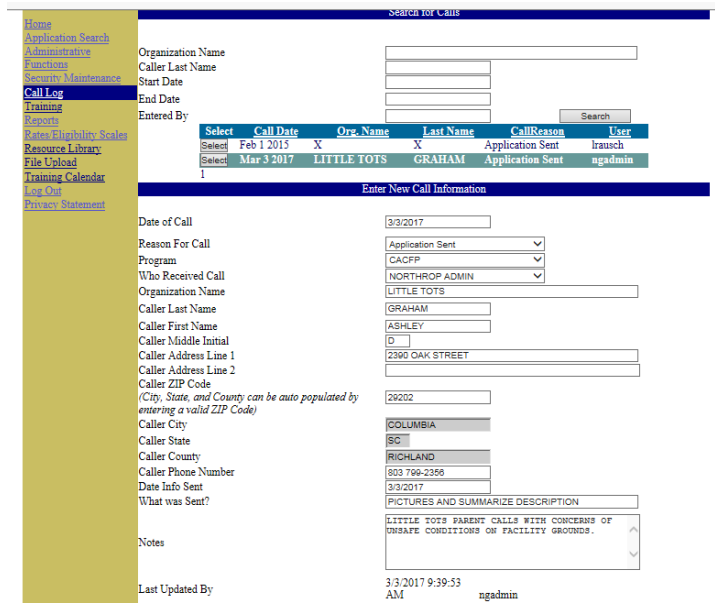 Search for Calls
Home
Application Search
Administrative
Functions
Security Maintenance
Call Log
Training
Reports
Rates/Eligibility Scales
Resource Library
File Upload
Training Calendar
Log Out
Privacy Statement
Organization Name
Caller Last Name
Start Date
End Date
Entered By Search
Select Call Date Org. Name Last Name CallReason User
Select Feb 1 2015 X X Application Sent lrausch
Select Mar 3 2017 LITTLE TOTS GRAHAM Application Sent ngadmin
1
Enter New Call Information
Date of Call 3/3/2017
Reason For Call Application Sent
Program CACFP
Who Received Call NORTHROP ADMIN
Organization Name LITTLE TOTS
Caller Last Name GRAHAM
Caller First Name ASHLEY
Caller Middle Initial D
Caller Address Line 1 2390 OAK STREET
Caller Address Line 2
Caller ZIP Code
(City, State, and County can be auto populated by 29202
entering a valid ZIP Code)
Caller City COLUMBIA
Caller State SC
Caller County RICHLAND
Caller Phone Number 803 799-2356
Date Info Sent 3/3/2017
What was Sent? PICTURES AND SUMMARIZE DESCRIPTION
LITTLE TOTS PARENT CALLS WITH CONCERNS OF
UNSAFE CONDITIONS ON FACILITY GROUNDS.
Notes
3/3/2017 9:39:53
Last Updated By AM ngadmin